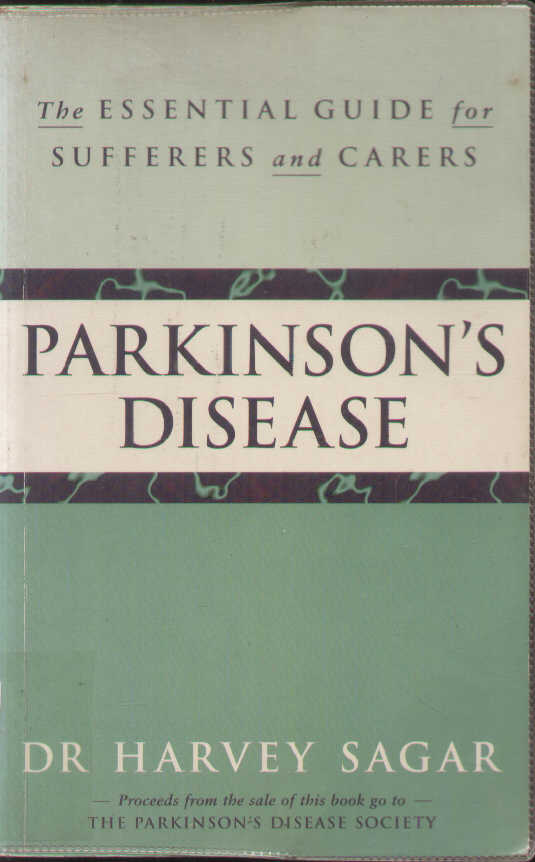 The ESSENTIAL GUIDE for
SUFFERERS and CARERS
PARKINSON'S
DISEASE
DR HARVEY SAGAR
— Proceeds from the sale of this book go to —
THE PARKINSON'S DISEASE SOCIETY